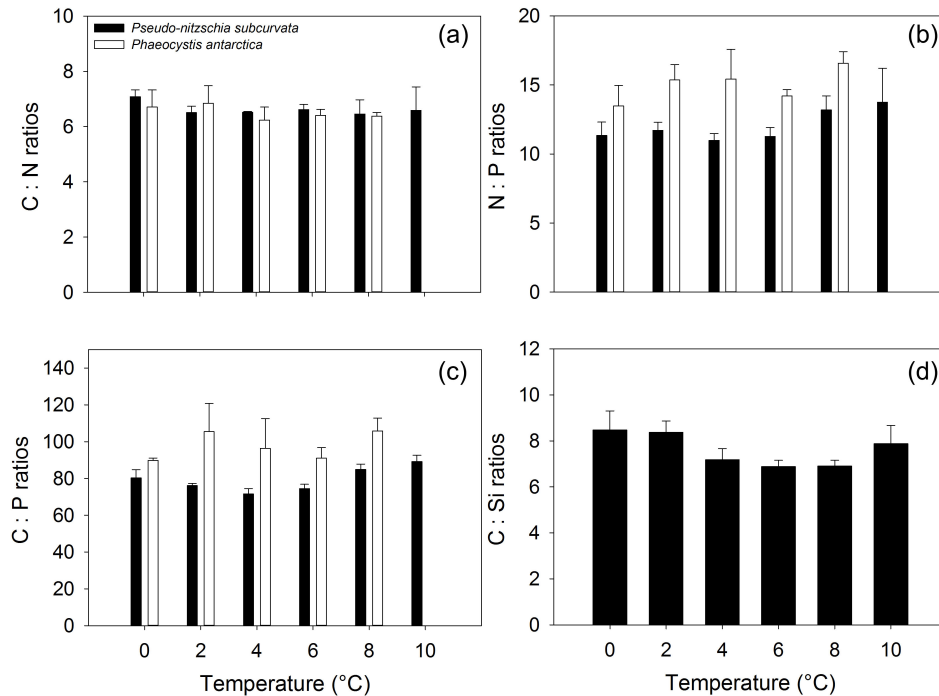 (a)
Pseudo-nitzschia subcurvata
Phaeocystis antarctica
10
8
6
4
2
0
C : N ratios
(b)
20
15
10
5
0
N : P ratios
(c)
140
120
100
80
60
40
20
0
C : P ratios
0 2 4 6 8 10
Temperature (°C)
(d)
12
10
8
6
4
2
0
C : Si ratios
0 2 4 6 8 10
Temperature (°C)